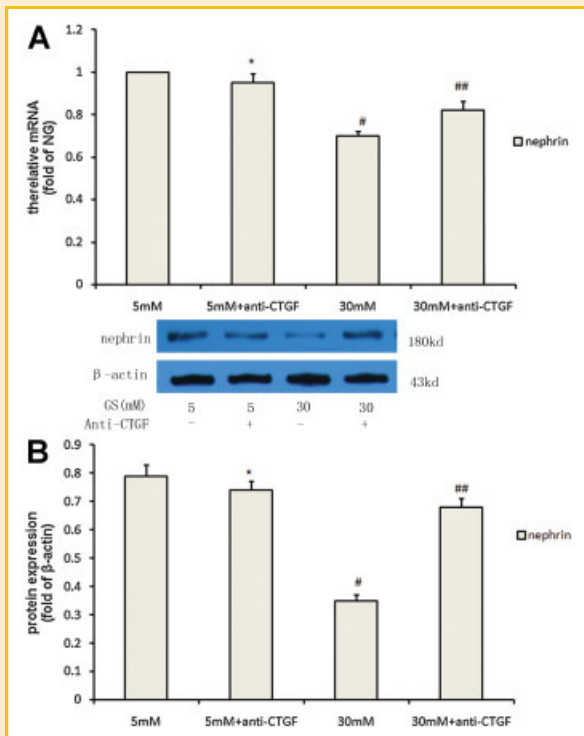 A
therelative mRNA
(fold of NG)
1.2
1
0.8
0.6
0.4
0.2
0
*
#
##
nephrin
5mM 5mM+anti-CTGF 30mM 30mM+anti-CTGF
nephrin 180kd
β-actin 43kd
GS(mM) 5 5 30 30
Anti-CTGF − + − +
B
protein expression
(fold of β-actin)
0.9
0.8
0.7
0.6
0.5
0.4
0.3
0.2
0.1
0
*
#
##
nephrin
5mM 5mM+anti-CTGF 30mM 30mM+anti-CTGF